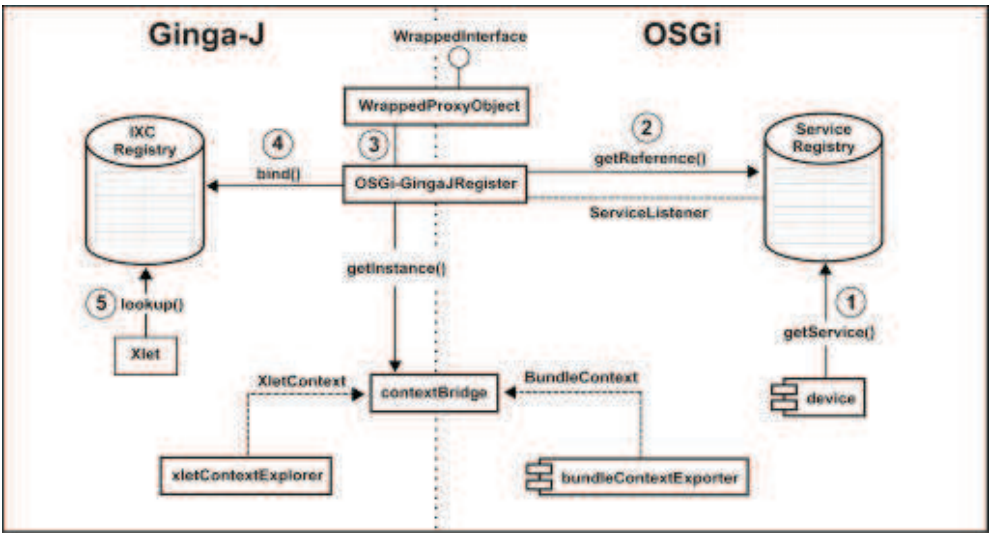 Ginga-J
OSGi
WrappedInterface
WrappedProxyObject
IXC
Registry
4
bind()
3
2
getReference()
Service
Registry
OSGi-GingaJRegister
ServiceListener
getInstance()
5
lookup()
1
getService()
Xlet
XletContext
BundleContext
contextBridge
device
xletContextExplorer
bundleContextExporter